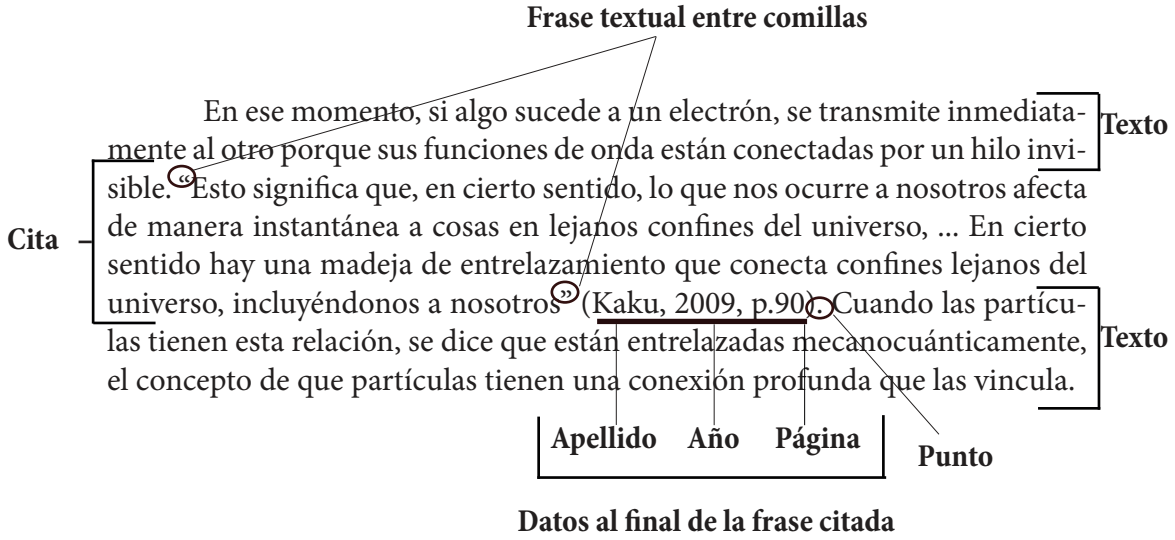 Frase textual entre comillas
En ese momento, si algo sucede a un electrón, se transmite inmediata-
Texto
mente al otro porque sus funciones de onda están conectadas por un hilo invi-
sible. “Esto significa que, en cierto sentido, lo que nos ocurre a nosotros afecta
Cita
de manera instantánea a cosas en lejanos confines del universo, ... En cierto
sentido hay una madeja de entrelazamiento que conecta confines lejanos del
universo, incluyéndonos a nosotros” (Kaku, 2009, p.90). Cuando las partícu-
Texto
las tienen esta relación, se dice que están entrelazadas mecanocuánticamente,
el concepto de que partículas tienen una conexión profunda que las vincula.
Apellido Año Página
Punto
Datos al final de la frase citada